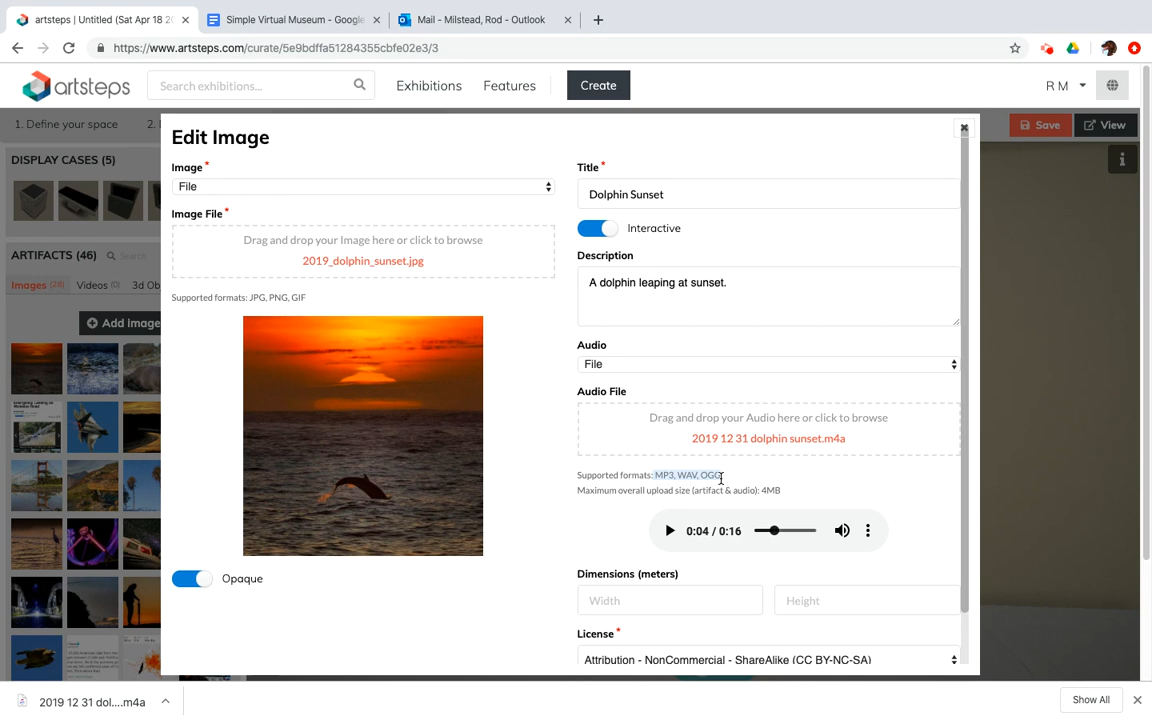 artsteps | Untitled (Sat Apr 18 20
Simple Virtual Museum - Google
Mail - Milstead, Rod - Outlook
https://www.artsteps.com/curate/5e9bdffa51284355cbfe02e3/3
artsteps
Search exhibitions...
Exhibitions
Features
Create
R M
1. Define your space
2.
Save
View
DISPLAY CASES (5)
ARTIFACTS (46)
Search
Images (28)
Videos (0)
3d Ob
Add image
Edit Image
Image *
File
Image File *
Drag and drop your Image here or click to browse
2019_dolphin_sunset.jpg
Supported formats: JPG, PNG, GIF
Opaque
Title *
Dolphin Sunset
Interactive
Description
A dolphin leaping at sunset.
Audio
File
Audio File
Drag and drop your Audio here or click to browse
2019 12 31 dolphin sunset.m4a
Supported formats: MP3, WAV, OGG
Maximum overall upload size (artifact & audio): 4MB
0:04 / 0:16
Dimensions (meters)
Width
Height
License *
Attribution - NonCommercial - ShareAlike (CC BY-NC-SA)
2019 12 31 dol....m4a
Show All